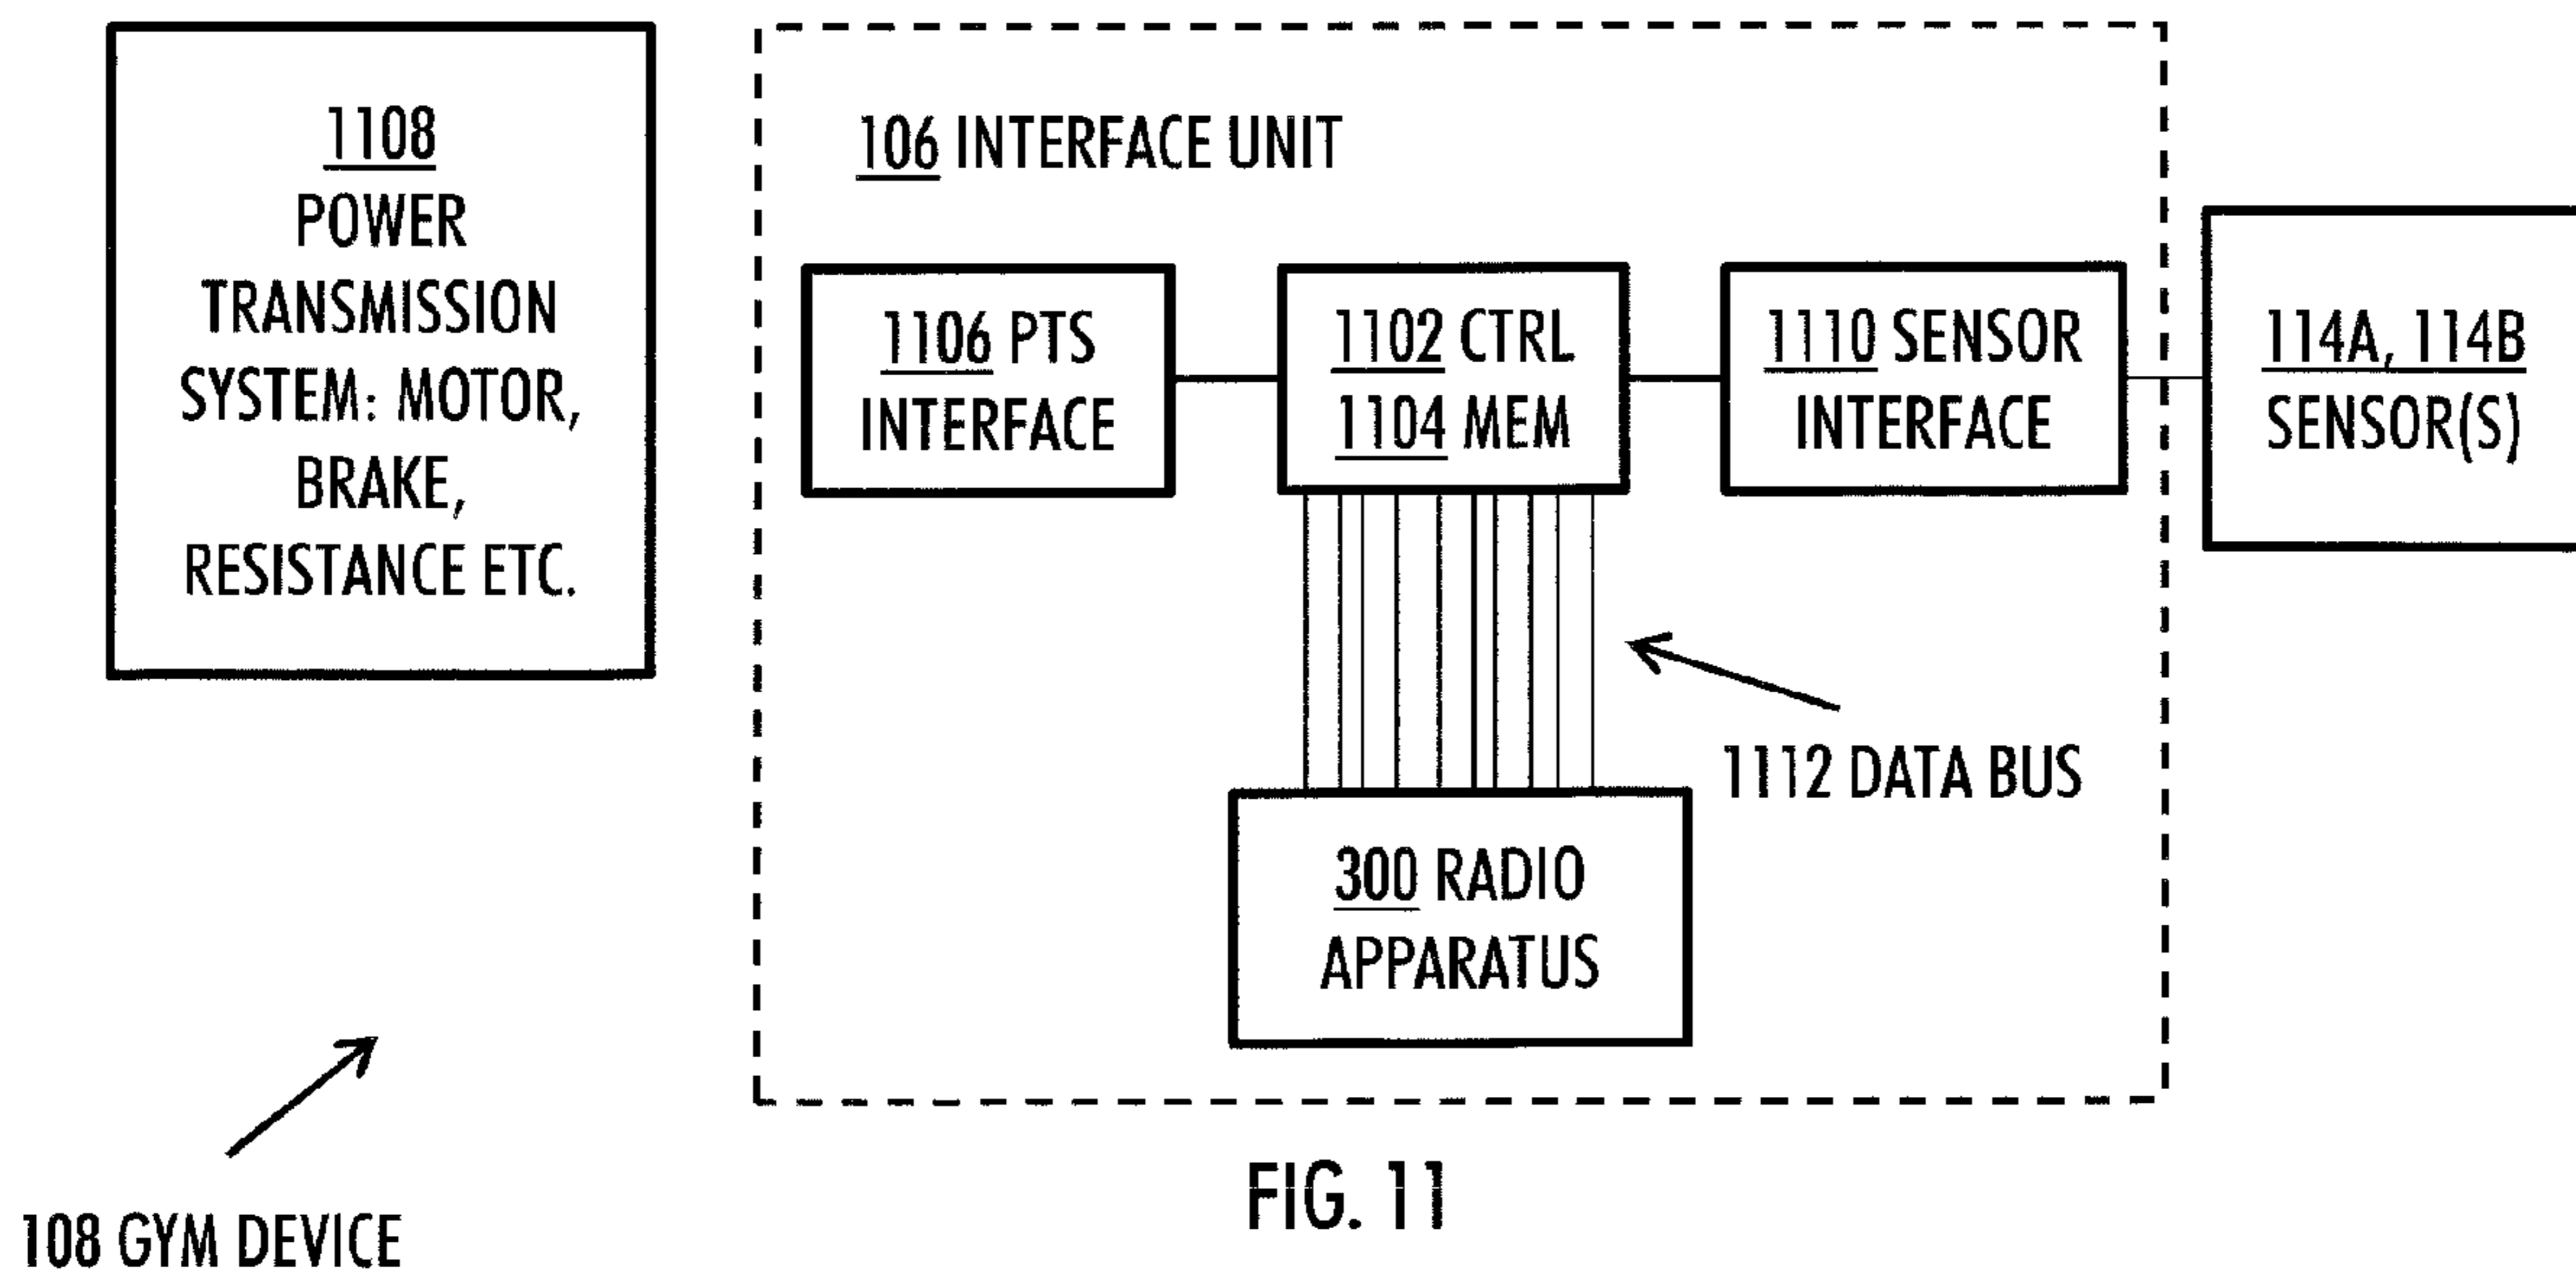 1108
POWER
TRANSMISSION
SYSTEM: MOTOR,
BRAKE,
RESISTANCE ETC.
106 INTERFACE UNIT
1106 PTS
INTERFACE
1102 CTRL
1104 MEM
1110 SENSOR
INTERFACE
114A, 114B
SENSOR(S)
1112 DATA BUS
300 RADIO
APPARATUS
108 GYM DEVICE
FIG. 11